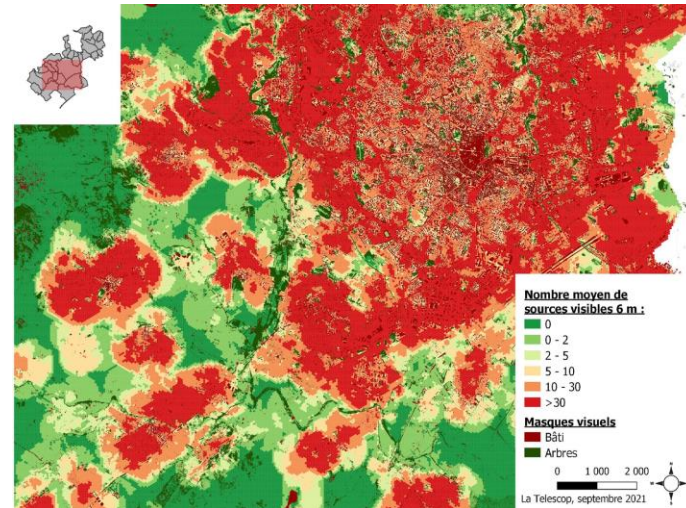 Nombre moyen de
sources visibles 6 m :
0
0 - 2
2 - 5
5 - 10
10 - 30
>30
Masques visuels
Bâti
Arbres
0 1 000 2 000
La Telescop, septembre 2021